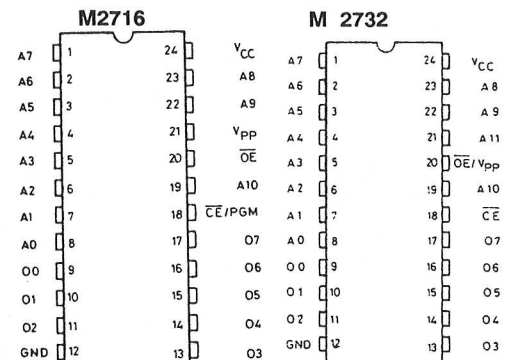 M2716
A7 1 24 VCC
A6 2 23 A8
A5 3 22 A9
A4 4 21 VPP
A3 5 20 O̅E̅
A2 6 19 A10
A1 7 18 C̅E̅/PGM
A0 8 17 O7
O0 9 16 O6
O1 10 15 O5
O2 11 14 O4
GND 12 13 O3
M 2732
A7 1 24 VCC
A6 2 23 A8
A5 3 22 A9
A4 4 21 A11
A3 5 20 O̅E̅/VPP
A2 6 19 A10
A1 7 18 C̅E̅
A0 8 17 O7
O0 9 16 O6
O1 10 15 O5
O2 11 14 O4
GND 12 13 O3